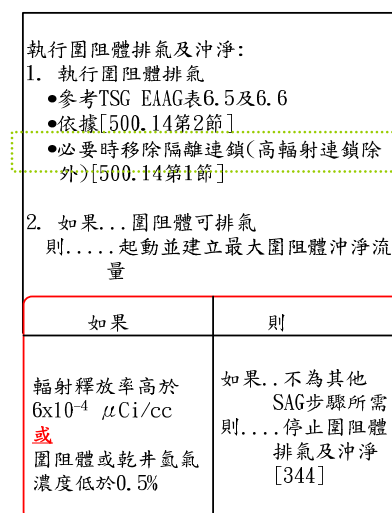 執行圍阻體排氣及沖淨:
1. 執行圍阻體排氣
●參考TSG EAAG表6.5及6.6
●依據[500.14第2節]
●必要時移除隔離連鎖(高輻射連鎖除
外)[500.14第1節]
2. 如果...圍阻體可排氣
則.....起動並建立最大圍阻體沖淨流
量
如果
則
輻射釋放率高於
6x10⁻⁴ μCi/cc
或
圍阻體或乾井氫氣
濃度低於0.5%
如果..不為其他
SAG步驟所需
則....停止圍阻體
排氣及沖淨
[344]